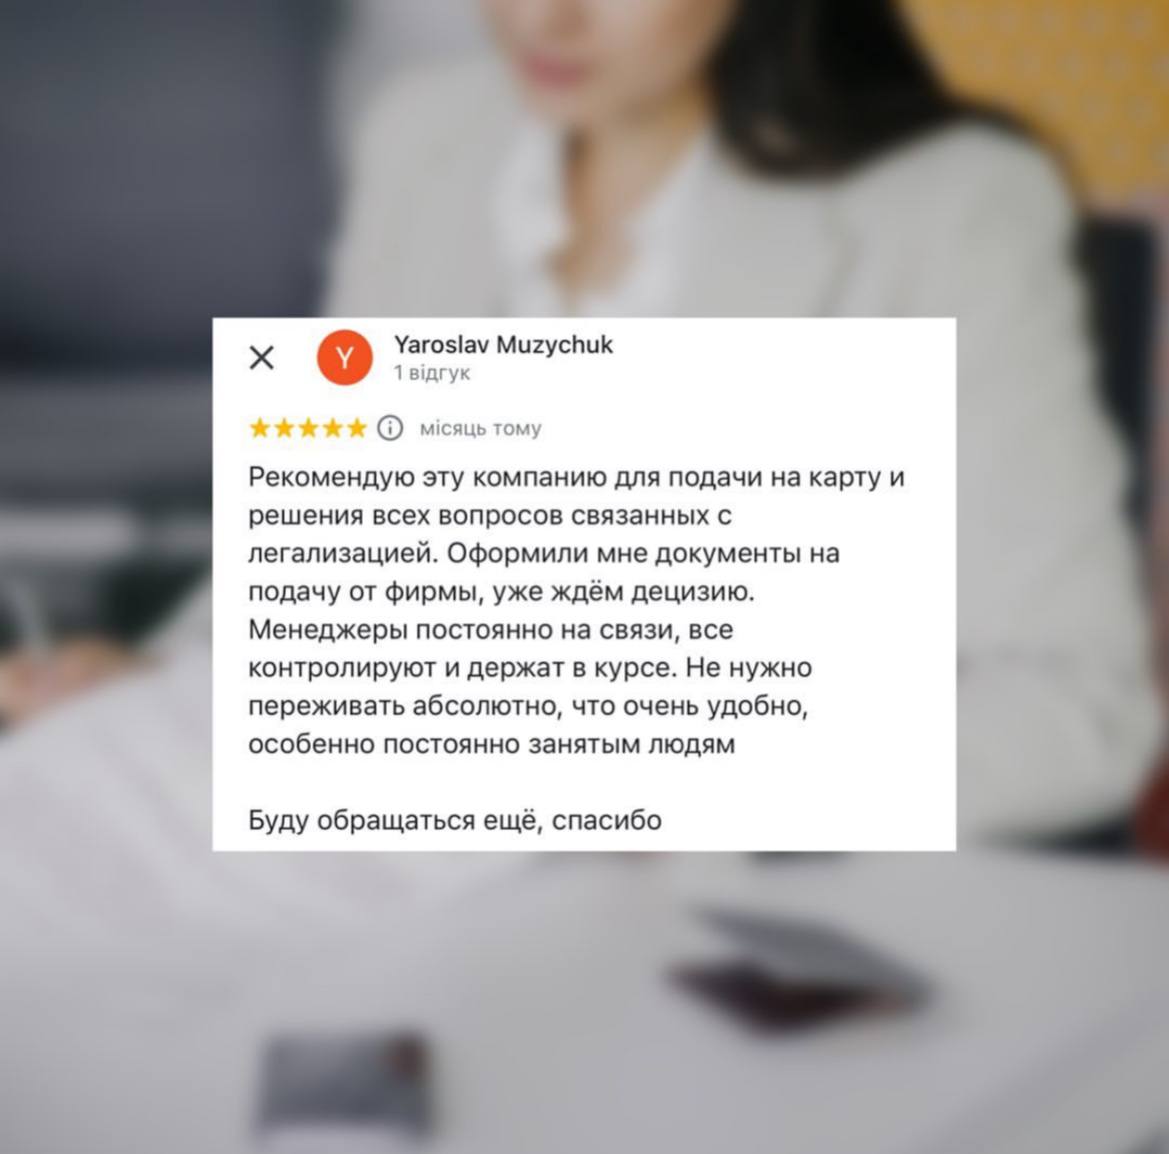 Y
Yaroslav Muzychuk
1 відгук
місяць тому
Рекомендую эту компанию для подачи на карту и
решения всех вопросов связанных с
легализацией. Оформили мне документы на
подачу от фирмы, уже ждём децизию.
Менеджеры постоянно на связи, все
контролируют и держат в курсе. Не нужно
переживать абсолютно, что очень удобно,
особенно постоянно занятым людям
Буду обращаться ещё, спасибо